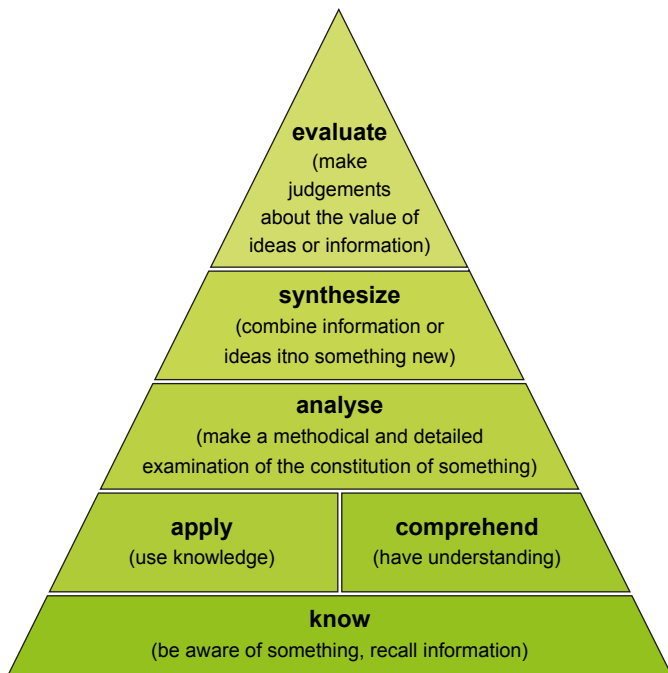 evaluate
(make
judgements
about the value of
ideas or information)
synthesize
(combine information or
ideas itno something new)
analyse
(make a methodical and detailed
examination of the constitution of something)
apply
(use knowledge)
comprehend
(have understanding)
know
(be aware of something, recall information)